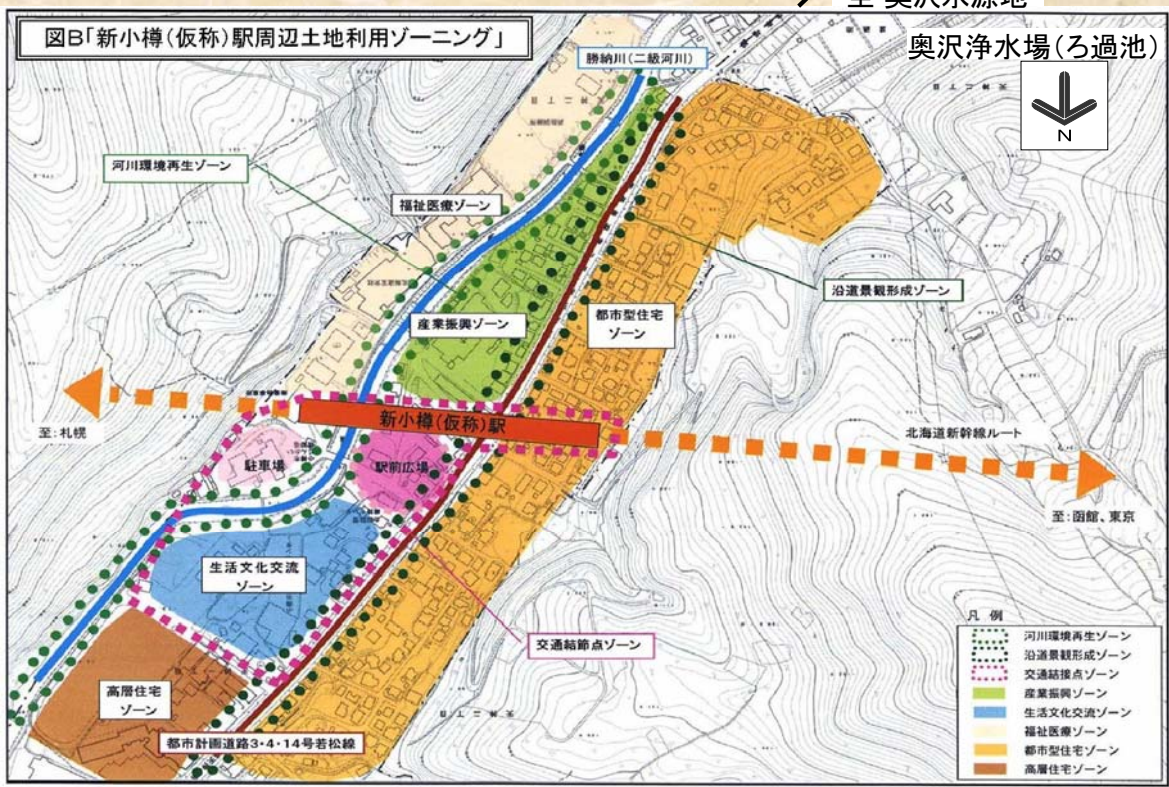 至 奥沢水源地
図B「新小樽(仮称)駅周辺土地利用ゾーニング」
奥沢浄水場(ろ過池)
N
勝納川(二級河川)
河川環境再生ゾーン
福祉医療ゾーン
沿道景観形成ゾーン
産業振興ゾーン
都市型住宅
ゾーン
至:札幌
新小樽(仮称)駅
北海道新幹線ルート
駐車場
駅前広場
至:函館、東京
生活文化交流
ゾーン
交通結節点ゾーン
高層住宅
ゾーン
都市計画道路3・4・14号若松線
凡 例
河川環境再生ゾーン
沿道景観形成ゾーン
交通結接点ゾーン
産業振興ゾーン
生活文化交流ゾーン
福祉医療ゾーン
都市型住宅ゾーン
高層住宅ゾーン
天神二丁目
天神二丁目